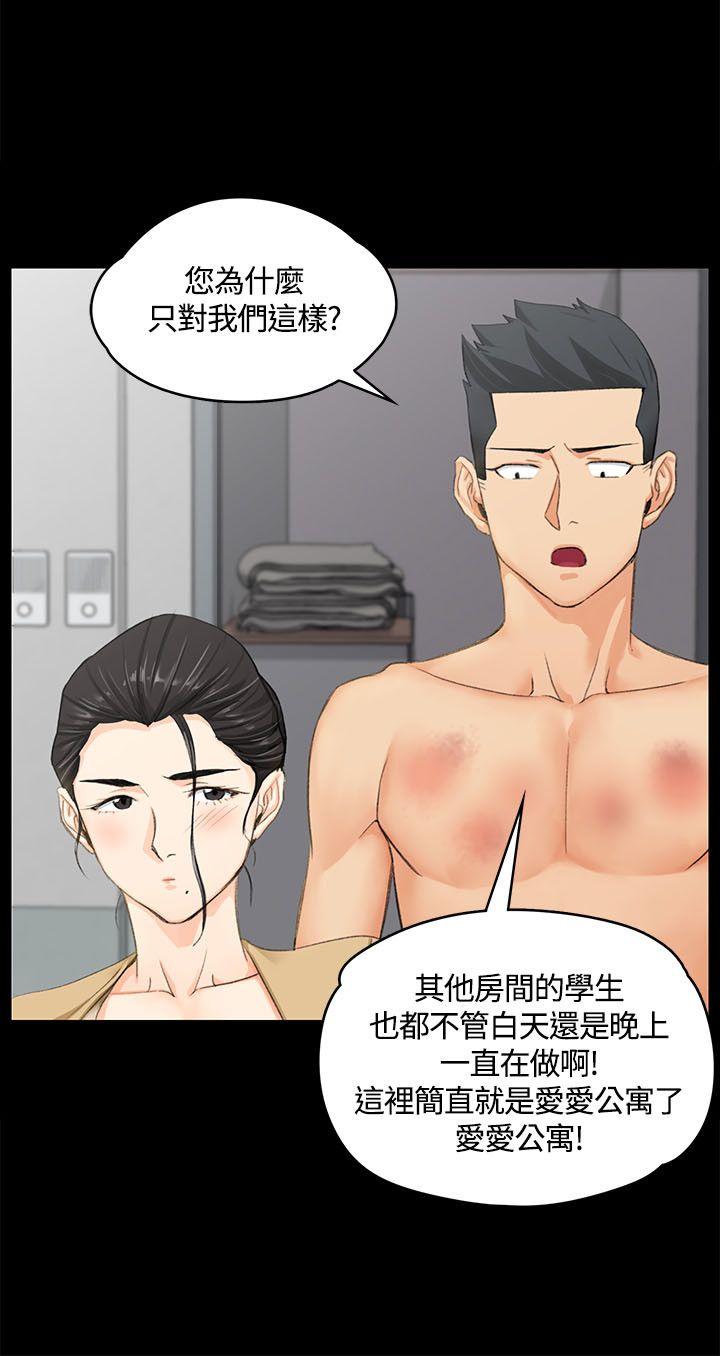 您為什麼
只對我們這樣?
其他房間的學生
也都不管白天還是晚上
一直在做啊!
這裡簡直就是愛愛公寓了
愛愛公寓!